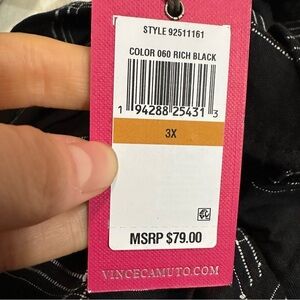 STYLE 92511161
COLOR 060 RICH BLACK
1 94288 25431 3
3X
MSRP $79.00
VINCECAMUTO.COM